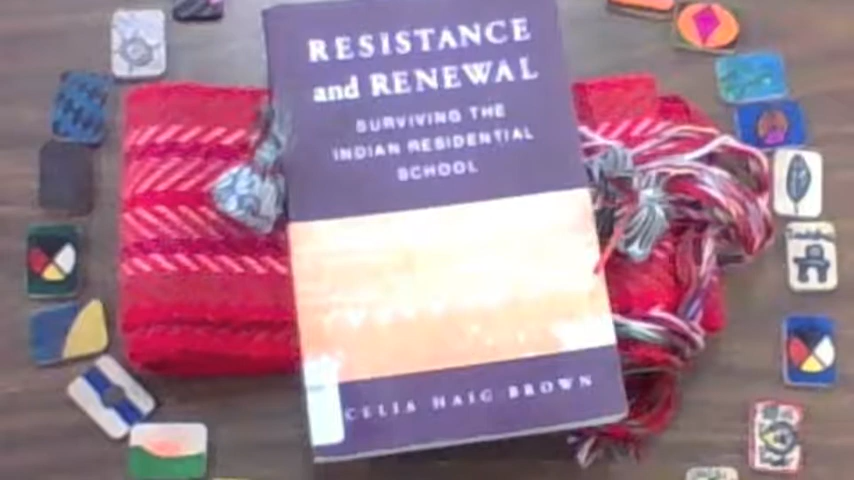 RESISTANCE
and RENEWAL
SURVIVING THE
INDIAN RESIDENTIAL
SCHOOL
CELIA HAIG-BROWN